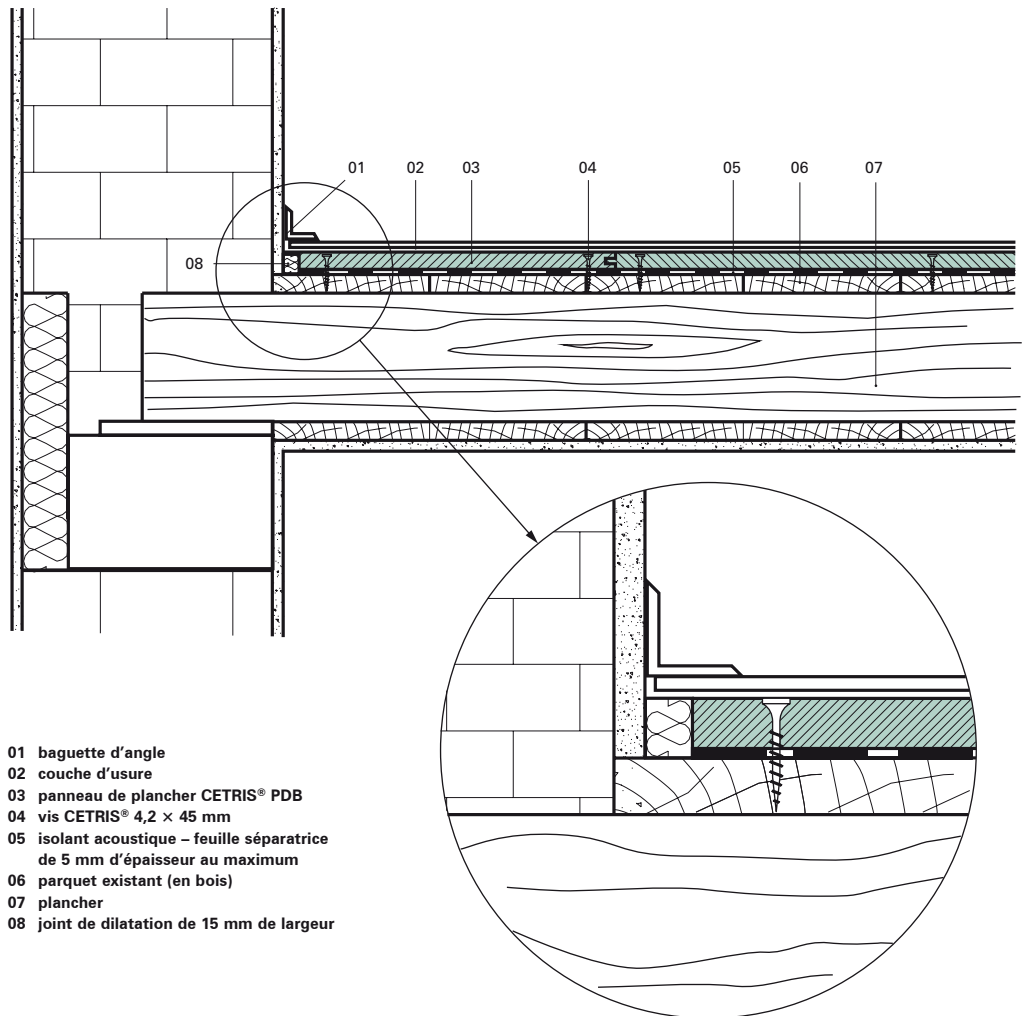 01 02 03 04 05 06 07
08
01 baguette d’angle
02 couche d’usure
03 panneau de plancher CETRIS® PDB
04 vis CETRIS® 4,2 × 45 mm
05 isolant acoustique – feuille séparatrice
de 5 mm d’épaisseur au maximum
06 parquet existant (en bois)
07 plancher
08 joint de dilatation de 15 mm de largeur